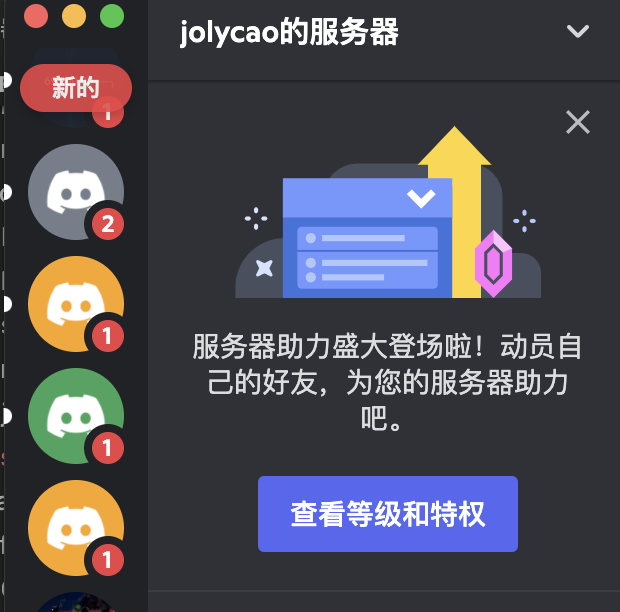 jolycao的服务器
新的
1
2
1
1
1
服务器助力盛大登场啦！动员自
己的好友，为您的服务器助力
吧。
查看等级和特权